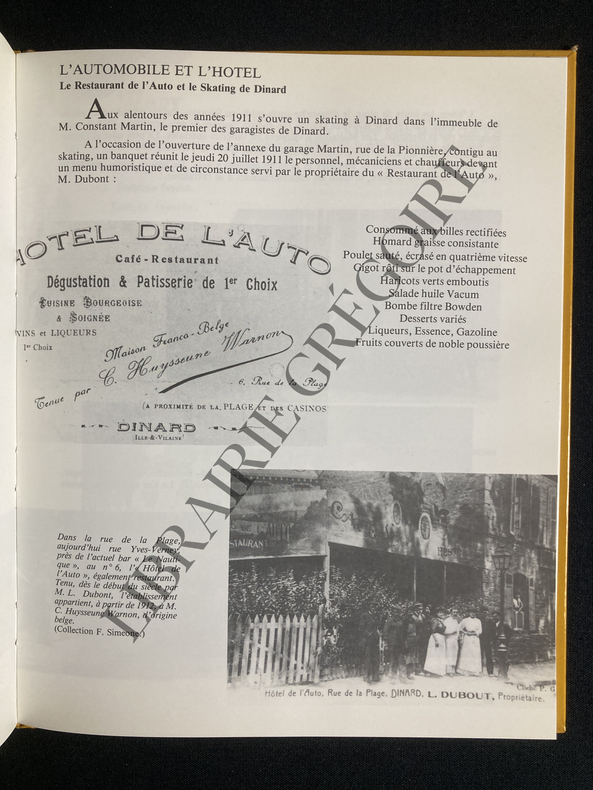 L'AUTOMOBILE ET L'HOTEL
Le Restaurant de l'Auto et le Skating de Dinard
Aux alentours des années 1911 s'ouvre un skating à Dinard dans l'immeuble de
M. Constant Martin, le premier des garagistes de Dinard.
A l'occasion de l'ouverture de l'annexe du garage Martin, rue de la Pionnière, contigu au
skating, un banquet réunit le jeudi 20 juillet 1911 le personnel, mécaniciens et chauffeurs devant
un menu humoristique et de circonstance servi par le propriétaire du « Restaurant de l'Auto »,
M. Dubont :
HOTEL DE L'AUTO
Café-Restaurant
Dégustation & Patisserie de 1er Choix
Cuisine Bourgeoise
& Soignée
VINS et LIQUEURS
1er Choix
Maison Franco-Belge
Tenue par C. Huysseune Warnon
6, Rue de la Plage
(A PROXIMITÉ DE LA PLAGE ET DES CASINOS
DINARD
ILLE-&-VILAINE
Consommé aux billes rectifiées
Homard graisse consistante
Poulet sauté, écrasé en quatrième vitesse
Gigot rôti sur le pot d'échappement
Haricots verts emboutis
Salade huile Vacum
Bombe filtre Bowden
Desserts variés
Liqueurs, Essence, Gazoline
Fruits couverts de noble poussière
Dans la rue de la Plage,
aujourd'hui rue Yves-Verney,
près de l'actuel bar « Le Nauti-
que », au n° 6, l'« Hôtel de
l'Auto », également restaurant.
Tenu, dès le début du siècle par
M. L. Dubont, l'établissement
appartient, à partir de 1912, à M.
C. Huysseune Warnon, d'origine
belge.
(Collection F. Simeone.)
RESTAURANT
Cliché P. G
Hôtel de l'Auto, Rue de la Plage, DINARD, L. DUBOUT, Propriétaire.
LIBRAIRIE GRÉGOIRE